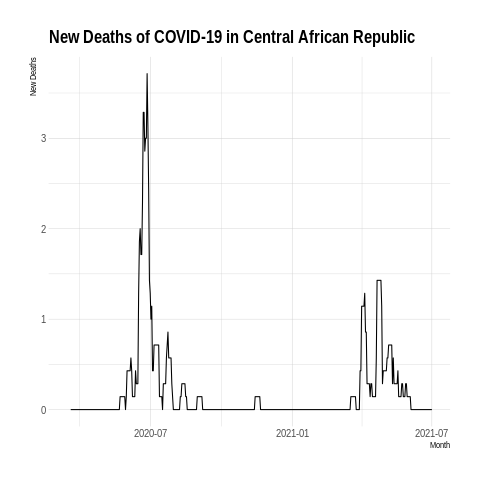 New Deaths of COVID-19 in Central African Republic
New Deaths
3
2
1
0
2020-07
2021-01
2021-07
Month